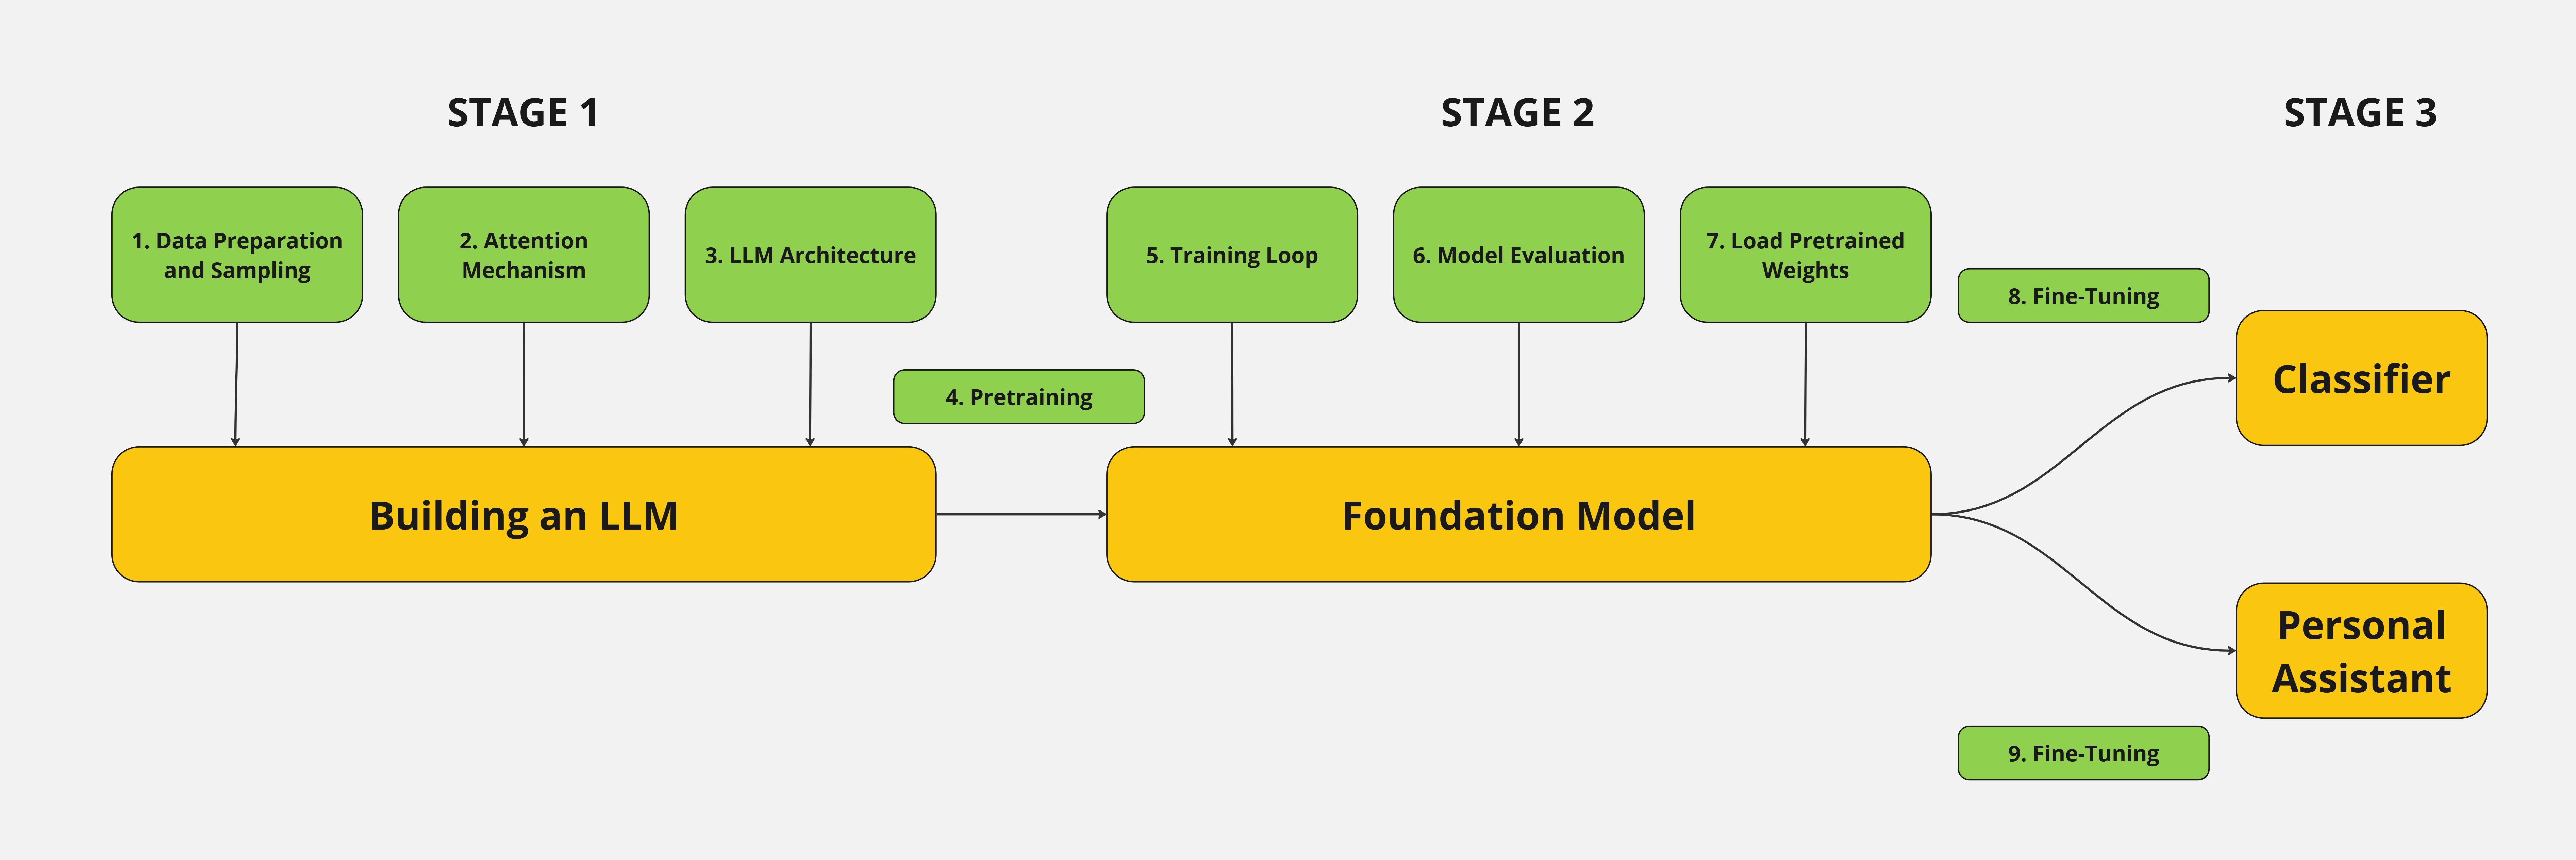 STAGE 1
STAGE 2
STAGE 3
1. Data Preparation
and Sampling
2. Attention
Mechanism
3. LLM Architecture
4. Pretraining
5. Training Loop
6. Model Evaluation
7. Load Pretrained
Weights
8. Fine-Tuning
Building an LLM
Foundation Model
Classifier
Personal
Assistant
9. Fine-Tuning